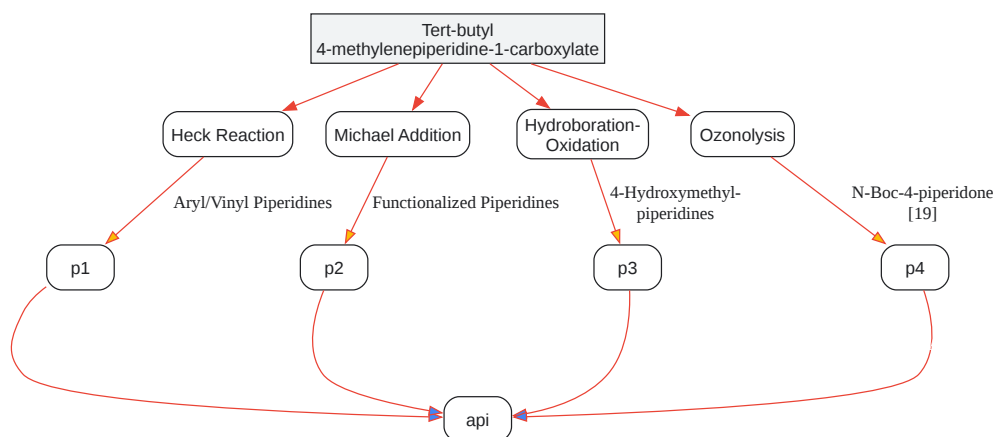 Tert-butyl
4-methylenepiperidine-1-carboxylate
Heck Reaction
Michael Addition
Hydroboration-
Oxidation
Ozonolysis
Aryl/Vinyl Piperidines
Functionalized Piperidines
4-Hydroxymethyl-
piperidines
N-Boc-4-piperidone
[19]
p1
p2
p3
p4
api